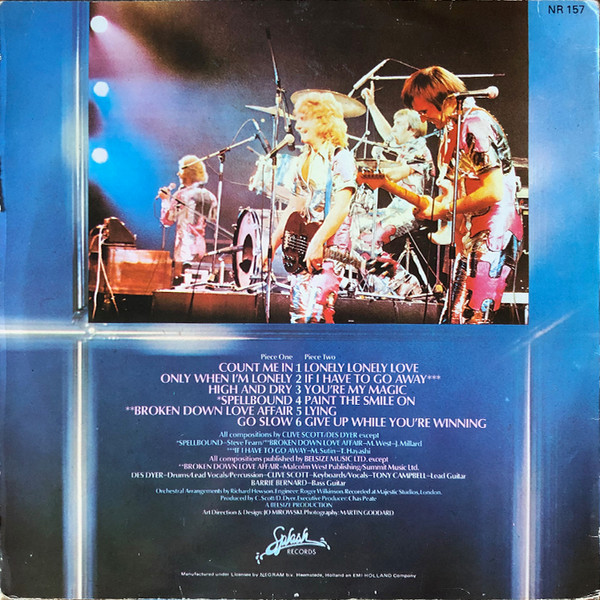 NR 157
Piece One Piece Two
COUNT ME IN 1 LONELY LONELY LOVE
ONLY WHEN I'M LONELY 2 IF I HAVE TO GO AWAY***
HIGH AND DRY 3 YOU'RE MY MAGIC
*SPELLBOUND 4 PAINT THE SMILE ON
**BROKEN DOWN LOVE AFFAIR 5 LYING
GO SLOW 6 GIVE UP WHILE YOU'RE WINNING
All compositions by CLIVE SCOTT/DES DYER except
*SPELLBOUND–Steve Fearn/**BROKEN DOWN LOVE AFFAIR–M. West–J. Millard
***IF I HAVE TO GO AWAY–M. Sutin–T. Hayashi
All compositions published by BELSIZE MUSIC LTD. except
**BROKEN DOWN LOVE AFFAIR–Malcolm West Publishing/Summit Music Ltd.
DES DYER–Drums/Lead Vocals/Percussion–CLIVE SCOTT–Keyboards/Vocals–TONY CAMPBELL–Lead Guitar
BARRIE BERNARD–Bass Guitar
Orchestral Arrangements by Richard Hewson. Engineer: Roger Wilkinson. Recorded at Majestic Studios, London.
Produced by C. Scott/D. Dyer. Executive Producer: Chas Peate
A BELSIZE PRODUCTION
Art Direction & Design: JO MIROWSKI Photography: MARTIN GODDARD
Splash
RECORDS
Manufactured under Licence by NEGRAM b.v. Heemstede, Holland an EMI HOLLAND Company